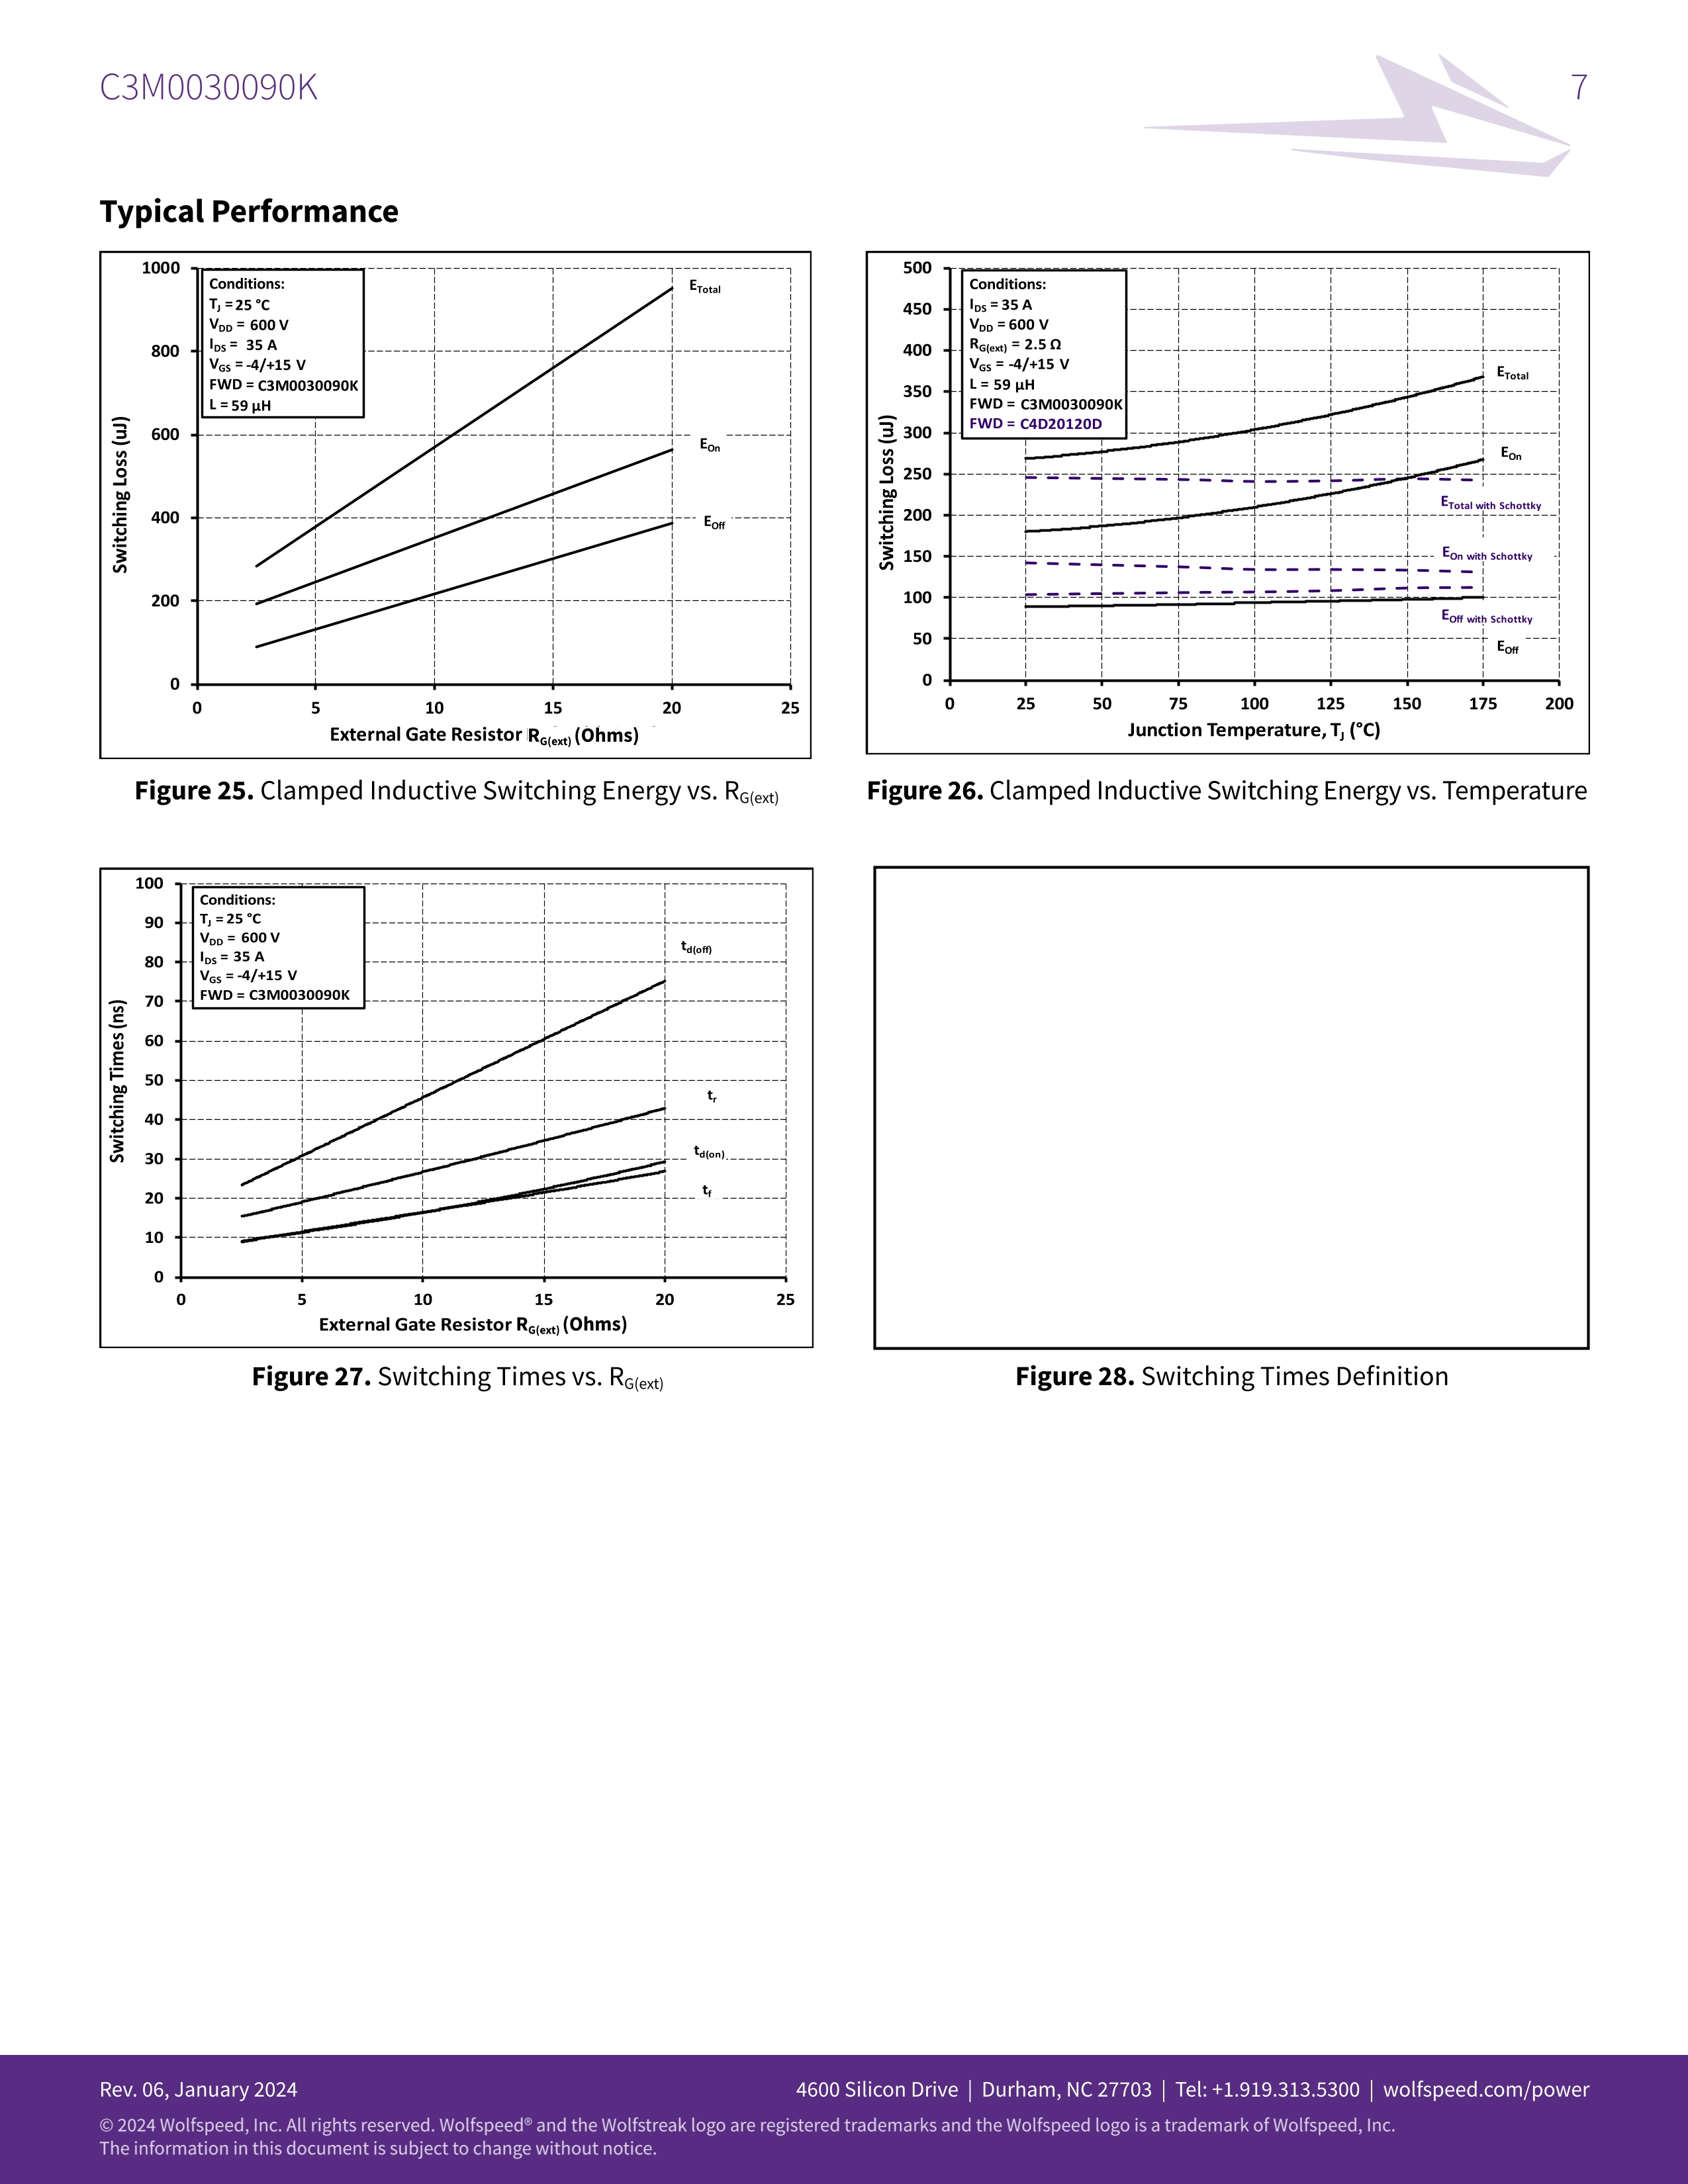 C3M0030090K
7
Typical Performance
Conditions:
TJ = 25 °C
VDD = 600 V
IDS = 35 A
VGS = -4/+15 V
FWD = C3M0030090K
L = 59 μH
ETotal
EOn
EOff
1000
800
600
400
200
0
0 5 10 15 20 25
Switching Loss (uJ)
External Gate Resistor RG(ext) (Ohms)
Figure 25. Clamped Inductive Switching Energy vs. RG(ext)
Conditions:
IDS = 35 A
VDD = 600 V
RG(ext) = 2.5 Ω
VGS = -4/+15 V
L = 59 μH
FWD = C3M0030090K
FWD = C4D20120D
ETotal
EOn
ETotal with Schottky
EOn with Schottky
EOff with Schottky
EOff
500
450
400
350
300
250
200
150
100
50
0
0 25 50 75 100 125 150 175 200
Switching Loss (uJ)
Junction Temperature, TJ (°C)
Figure 26. Clamped Inductive Switching Energy vs. Temperature
Conditions:
TJ = 25 °C
VDD = 600 V
IDS = 35 A
VGS = -4/+15 V
FWD = C3M0030090K
td(off)
tr
td(on)
tf
100
90
80
70
60
50
40
30
20
10
0
0 5 10 15 20 25
Switching Times (ns)
External Gate Resistor RG(ext) (Ohms)
Figure 27. Switching Times vs. RG(ext)
Figure 28. Switching Times Definition
Rev. 06, January 2024
4600 Silicon Drive | Durham, NC 27703 | Tel: +1.919.313.5300 | wolfspeed.com/power
© 2024 Wolfspeed, Inc. All rights reserved. Wolfspeed® and the Wolfstreak logo are registered trademarks and the Wolfspeed logo is a trademark of Wolfspeed, Inc.
The information in this document is subject to change without notice.